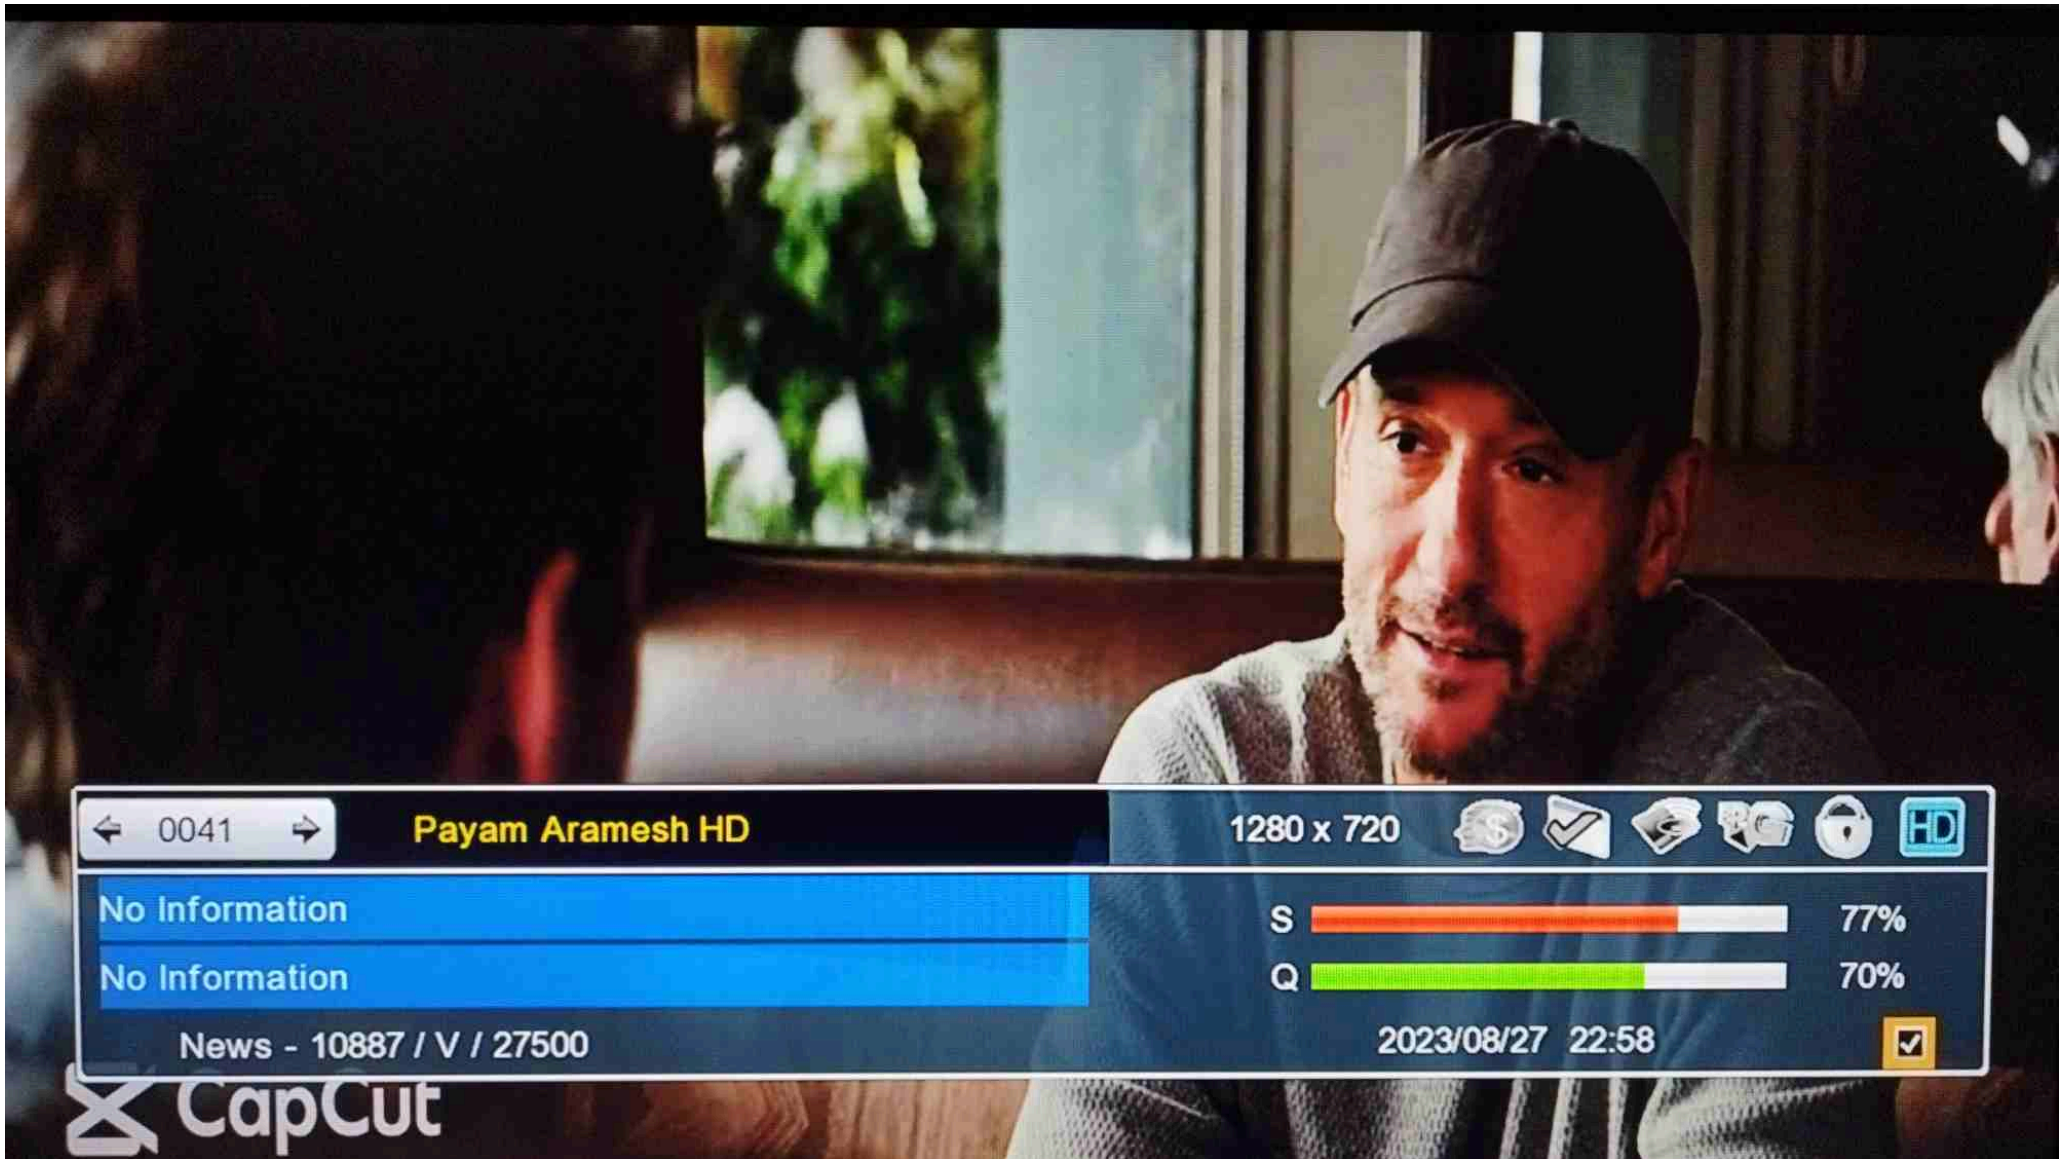 0041
Payam Aramesh HD
1280 x 720
HD
No Information
No Information
S 77%
Q 70%
News - 10887 / V / 27500
2023/08/27 22:58
CapCut